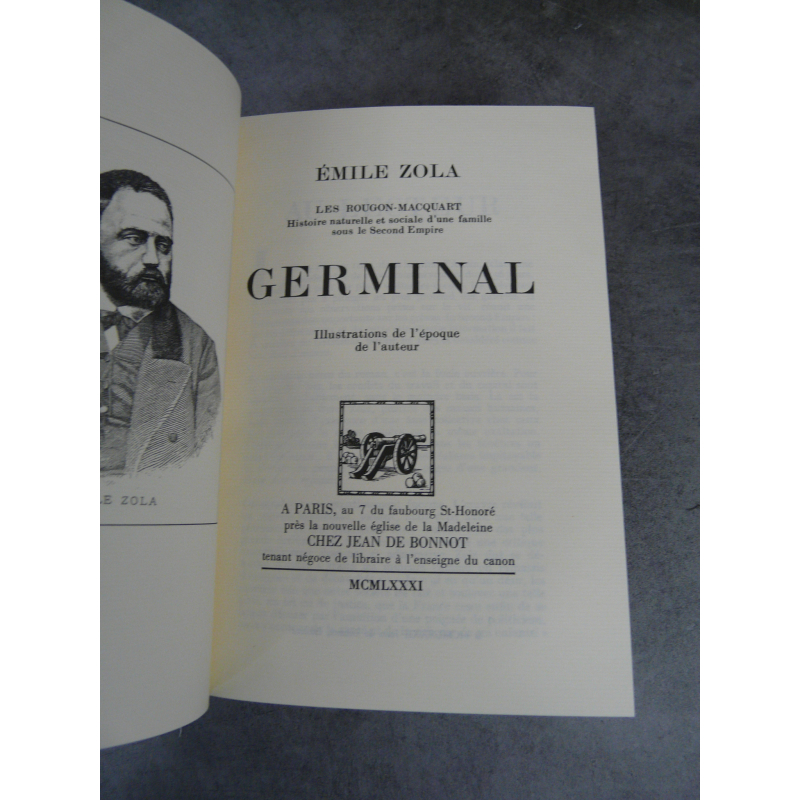 LE ZOLA
ÉMILE ZOLA
LES ROUGON-MACQUART
Histoire naturelle et sociale d'une famille
sous le Second Empire
GERMINAL
Illustrations de l'époque
de l'auteur
A PARIS, au 7 du faubourg St-Honoré
près la nouvelle église de la Madeleine
CHEZ JEAN DE BONNOT
tenant négoce de libraire à l'enseigne du canon
MCMLXXXI